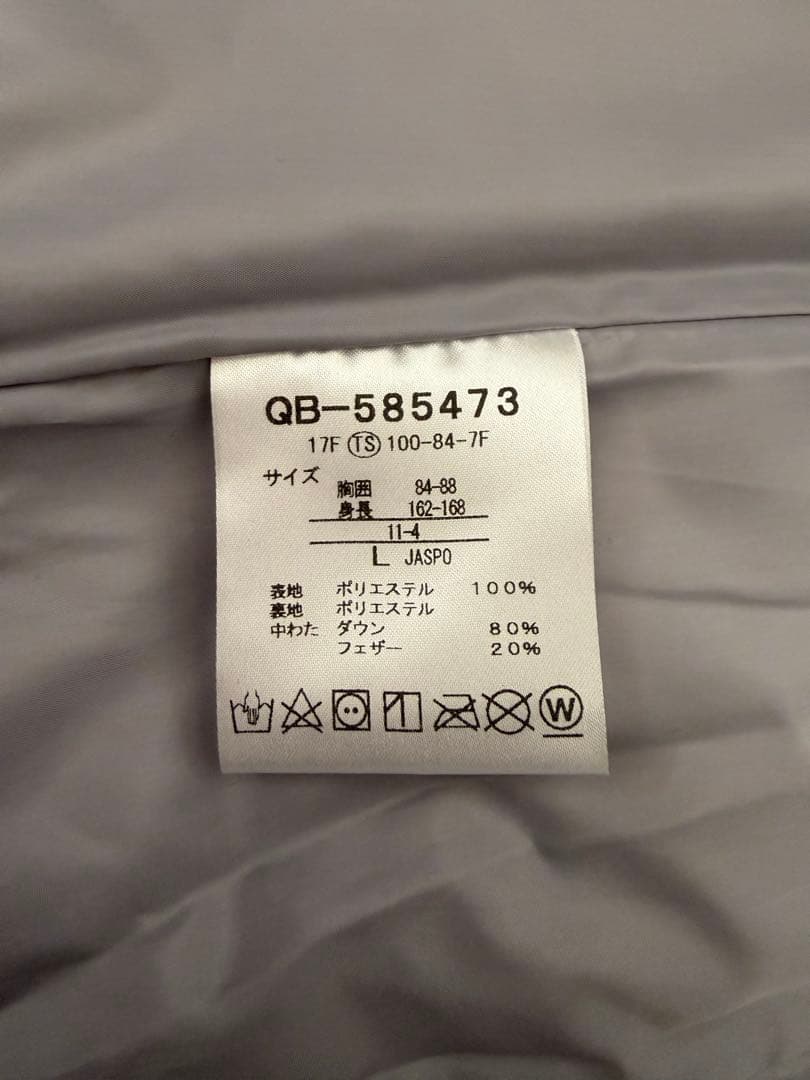 QB-585473
17F TS 100-84-7F
サイズ
胸囲 84-88
身長 162-168
11-4
L JASPO
表地 ポリエステル 100%
裏地 ポリエステル
中わた ダウン 80%
フェザー 20%
W